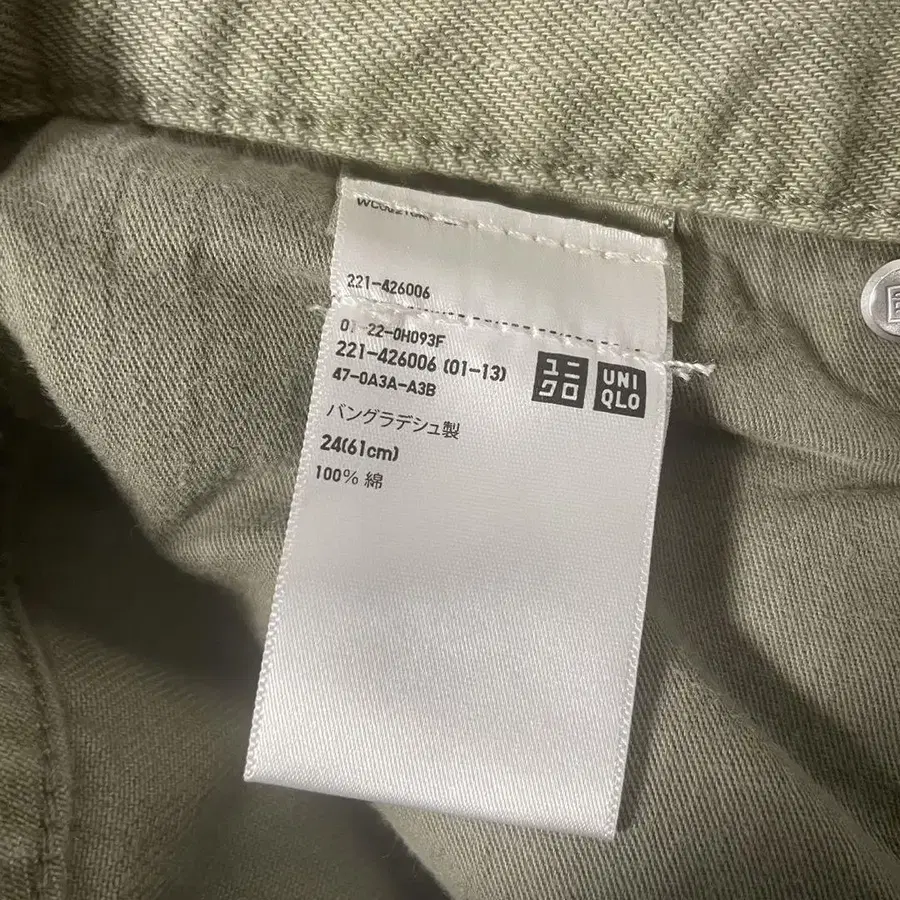 221-426006
01-22-0H093F
221-426006 (01-13)
47-0A3A-A3B
ユニ
クロ
UNI
QLO
バングラデシュ製
24(61cm)
100% 綿